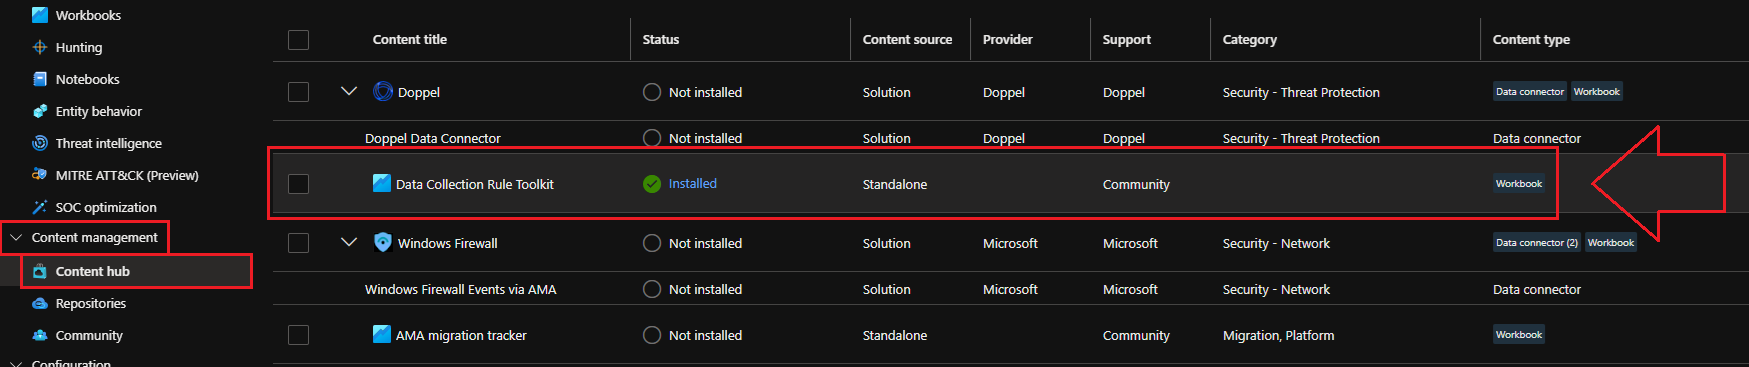 Workbooks
Hunting
Notebooks
Entity behavior
Threat intelligence
MITRE ATT&CK (Preview)
SOC optimization
Content management
Content hub
Repositories
Community
Configuration
Content title Status Content source Provider Support Category Content type
Doppel Not installed Solution Doppel Doppel Security - Threat Protection Data connector Workbook
Doppel Data Connector Not installed Solution Doppel Doppel Security - Threat Protection Data connector
Data Collection Rule Toolkit Installed Standalone Community Workbook
Windows Firewall Not installed Solution Microsoft Microsoft Security - Network Data connector (2) Workbook
Windows Firewall Events via AMA Not installed Solution Microsoft Microsoft Security - Network Data connector
AMA migration tracker Not installed Standalone Community Migration, Platform Workbook